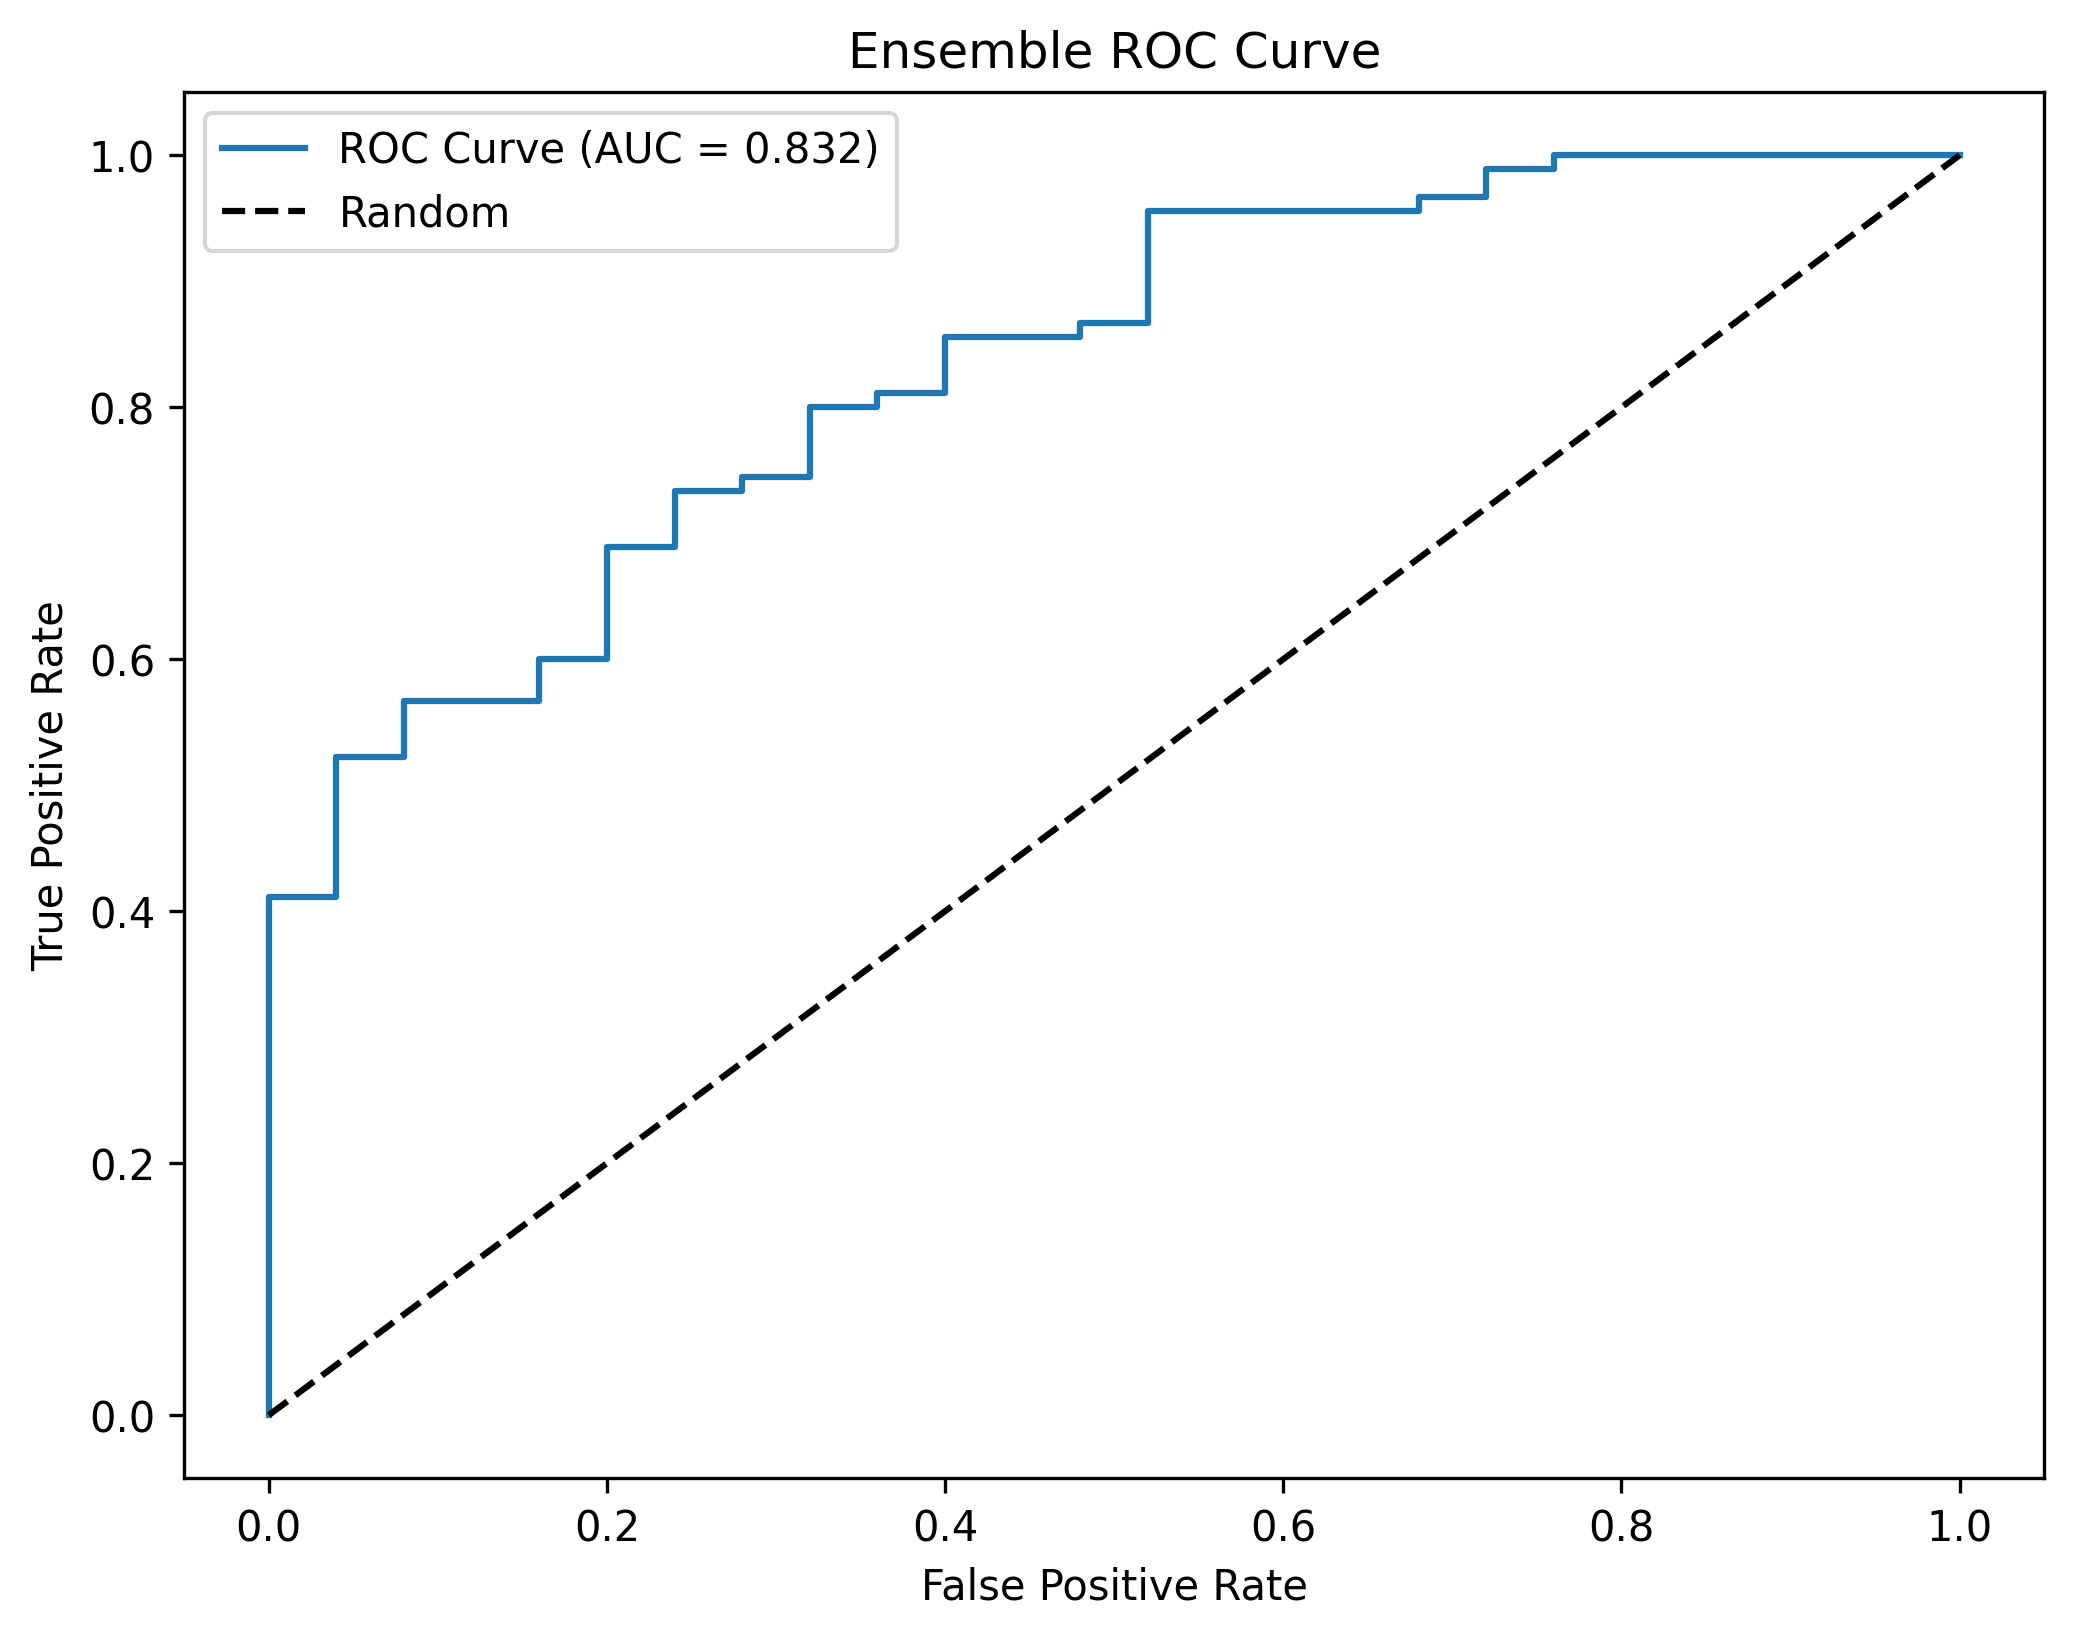 Ensemble ROC Curve
ROC Curve (AUC = 0.832)
Random
True Positive Rate
1.0
0.8
0.6
0.4
0.2
0.0
0.0 0.2 0.4 0.6 0.8 1.0
False Positive Rate